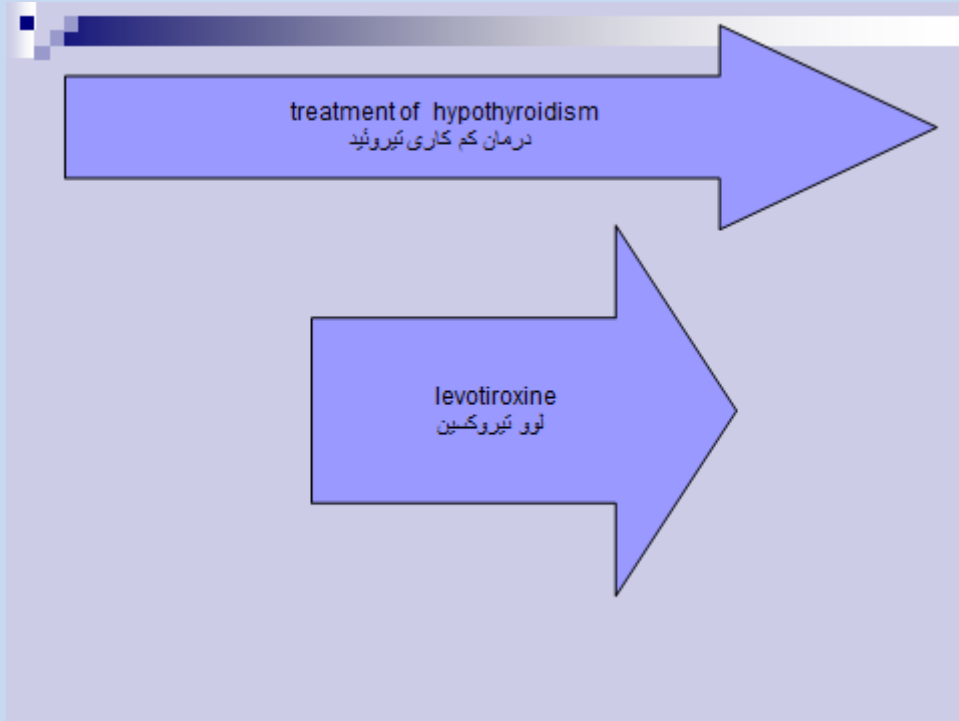 treatment of hypothyroidism
درمان کم کاری تیروئید
levotiroxine
لوو تیروکسین